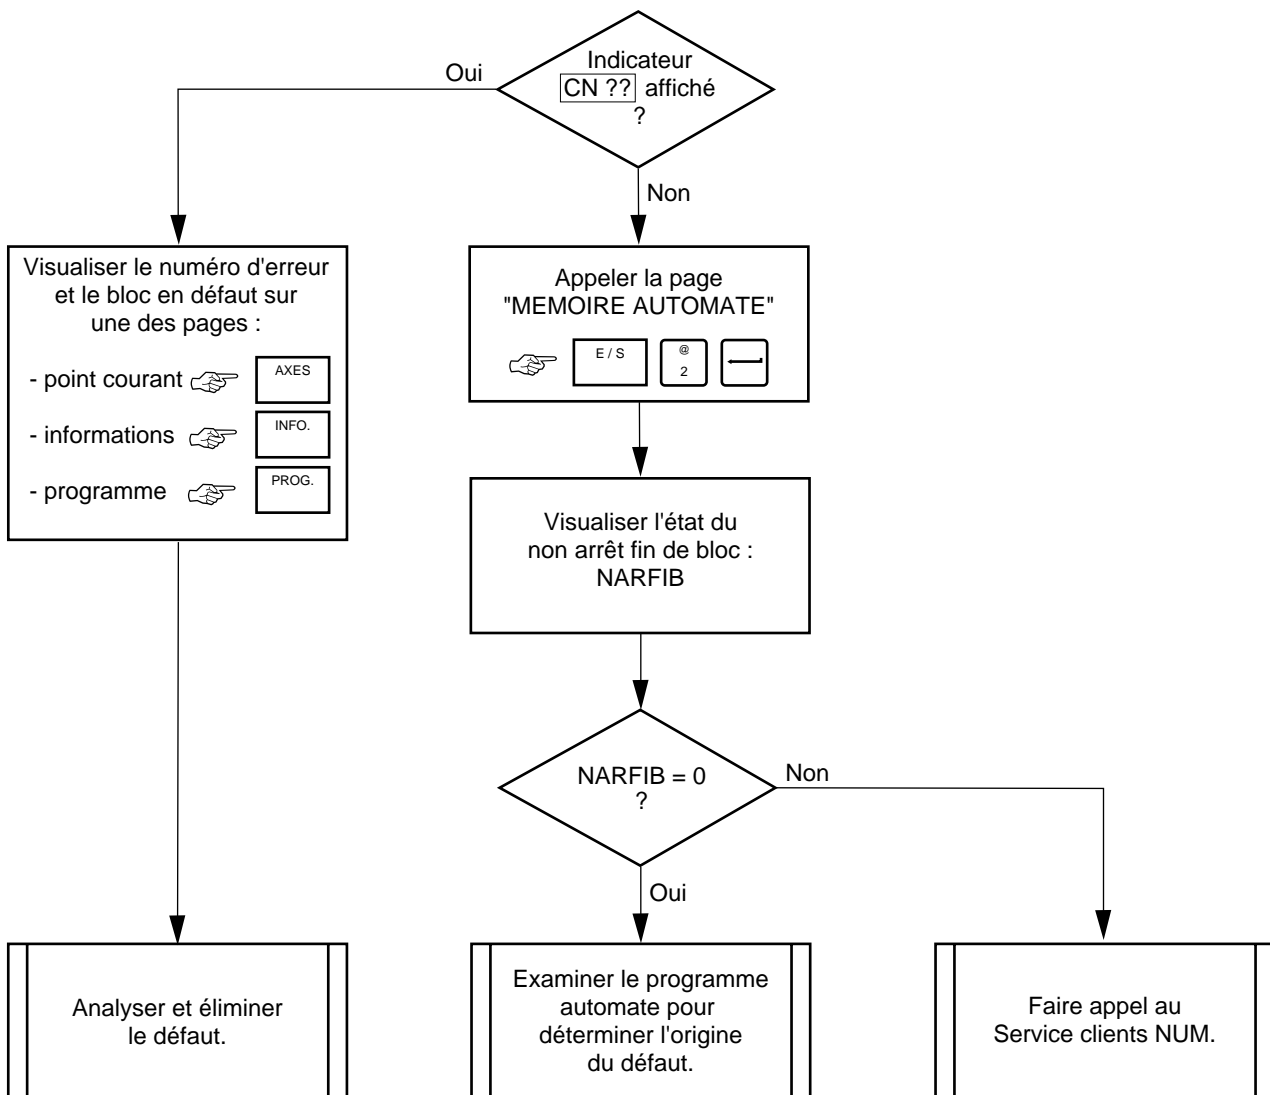 Indicateur
CN ?? affiché
?
Oui
Non
Visualiser le numéro d'erreur
et le bloc en défaut sur
une des pages :
- point courant AXES
- informations INFO.
- programme PROG.
Appeler la page
"MEMOIRE AUTOMATE"
E / S @
2
Visualiser l'état du
non arrêt fin de bloc :
NARFIB
NARFIB = 0
?
Non
Oui
Analyser et éliminer
le défaut.
Examiner le programme
automate pour
déterminer l'origine
du défaut.
Faire appel au
Service clients NUM.